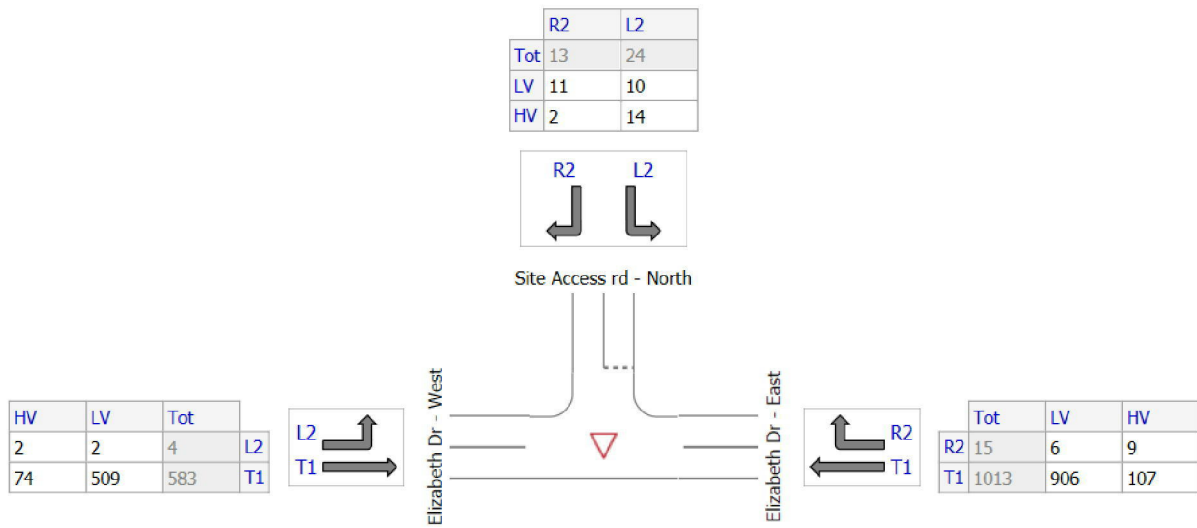 R2 L2
Tot 13 24
LV 11 10
HV 2 14
R2 L2
Site Access rd - North
Elizabeth Dr - West
Elizabeth Dr - East
HV LV Tot
2 2 4 L2
74 509 583 T1
L2
T1
R2
T1
Tot LV HV
R2 15 6 9
T1 1013 906 107